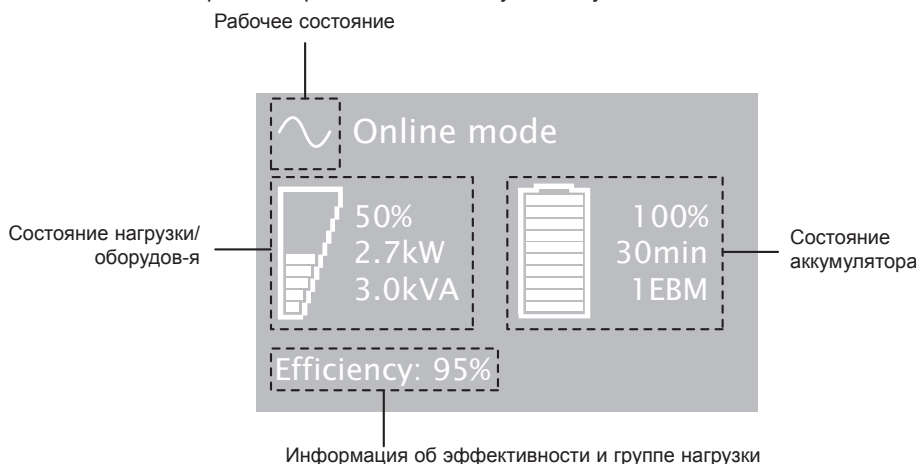 Рабочее состояние
Online mode
Состояние нагрузки/
оборудов-я
50%
2.7kW
3.0kVA
100%
30min
1EBM
Состояние
аккумулятора
Efficiency: 95%
Информация об эффективности и группе нагрузки